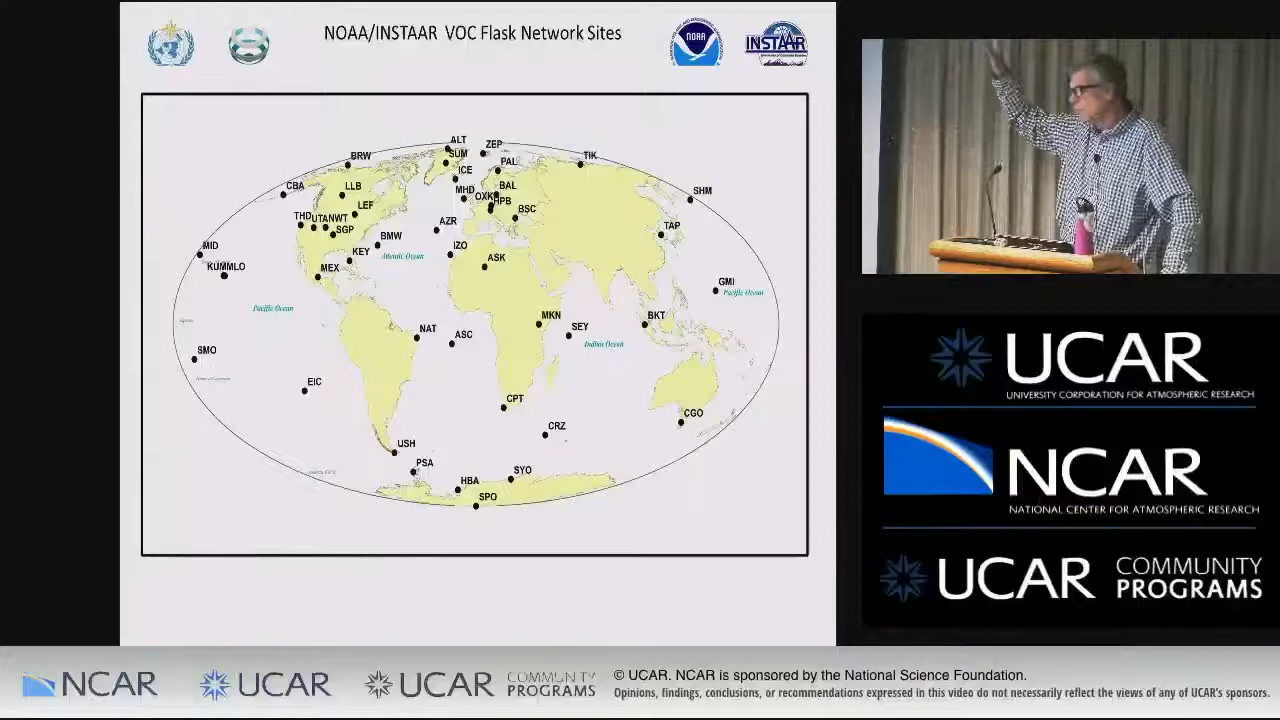 NOAA/INSTAAR VOC Flask Network Sites
NOAA
INSTAAR
ALT
ZEP
BRW
SUM
TIK
PAL
ICE
CBA
LLB
MHD
OXK
BAL
SHM
HPB
LEF
BSC
THD
UTA
NWT
AZR
SGP
TAP
BMW
MID
KEY
IZO
Atlantic Ocean
ASK
KUM
MLO
MEX
GMI
Pacific Ocean
Pacific Ocean
MKN
BKT
NAT
ASC
SEY
Indian Ocean
SMO
EIC
CPT
CGO
CRZ
USH
PSA
SYO
HBA
SPO
UCAR
UNIVERSITY CORPORATION FOR ATMOSPHERIC RESEARCH
NCAR
NATIONAL CENTER FOR ATMOSPHERIC RESEARCH
UCAR COMMUNITY
PROGRAMS
NCAR
UCAR
UCAR COMMUNITY
PROGRAMS
© UCAR. NCAR is sponsored by the National Science Foundation.
Opinions, findings, conclusions, or recommendations expressed in this video do not necessarily reflect the views of any of UCAR's sponsors.